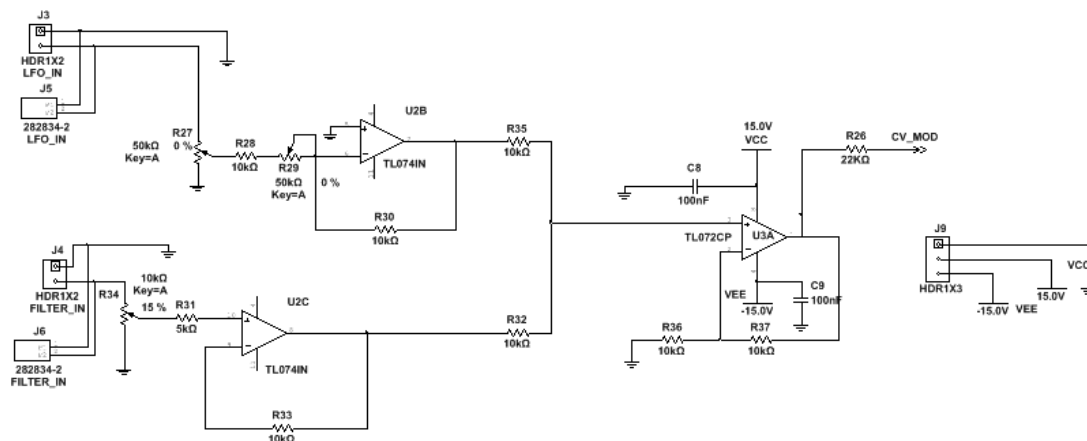 J3
HDR1X2
LFO_IN
J5
282834-2
LFO_IN
R27
50kΩ
0 %
Key=A
R28
10kΩ
R29
50kΩ
Key=A
0 %
U2B
TL074IN
R30
10kΩ
R35
10kΩ
15.0V
VCC
C8
100nF
TL072CP
U3A
R26
22KΩ
CV_MOD
VEE
-15.0V
C9
100nF
R36
10kΩ
R37
10kΩ
J9
HDR1X3
VCC
15.0V
VEE
-15.0V
J4
HDR1X2
FILTER_IN
J6
282834-2
FILTER_IN
R34
10kΩ
Key=A
15 %
R31
5kΩ
U2C
TL074IN
R33
10kΩ
R32
10kΩ